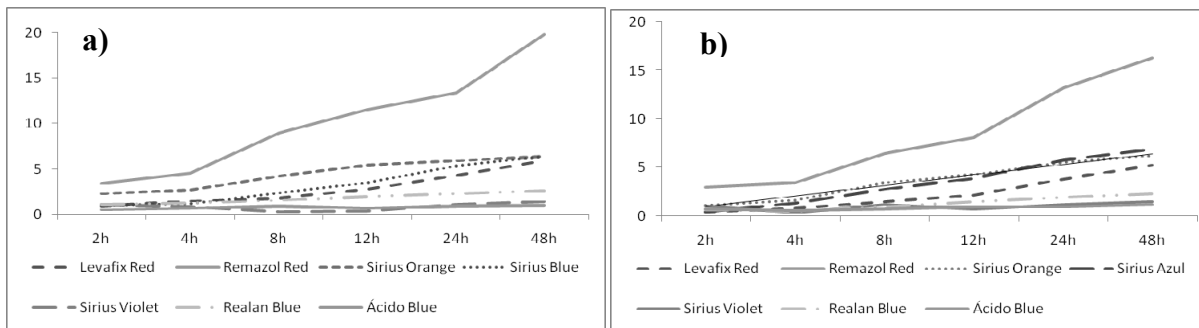 a)
20
15
10
5
0
2h 4h 8h 12h 24h 48h
Levafix Red Remazol Red Sirius Orange Sirius Blue
Sirius Violet Realan Blue Ácido Blue
b)
20
15
10
5
0
2h 4h 8h 12h 24h 48h
Levafix Red Remazol Red Sirius Orange Sirius Azul
Sirius Violet Realan Blue Ácido Blue